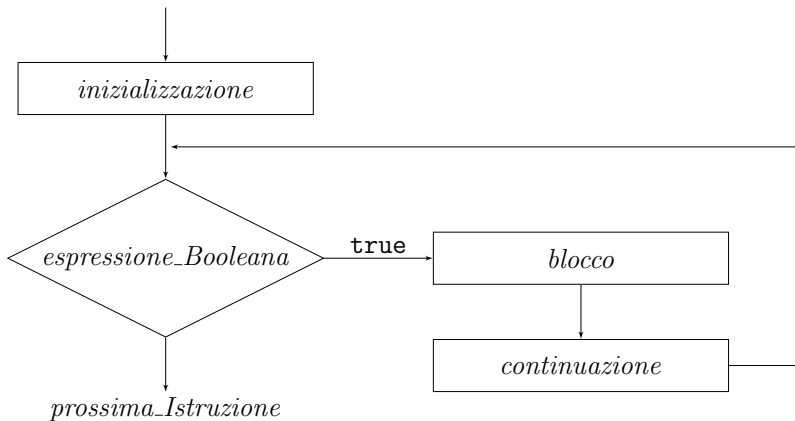 inizializzazione
espressione_Booleana
true
blocco
continuazione
prossima_Istruzione